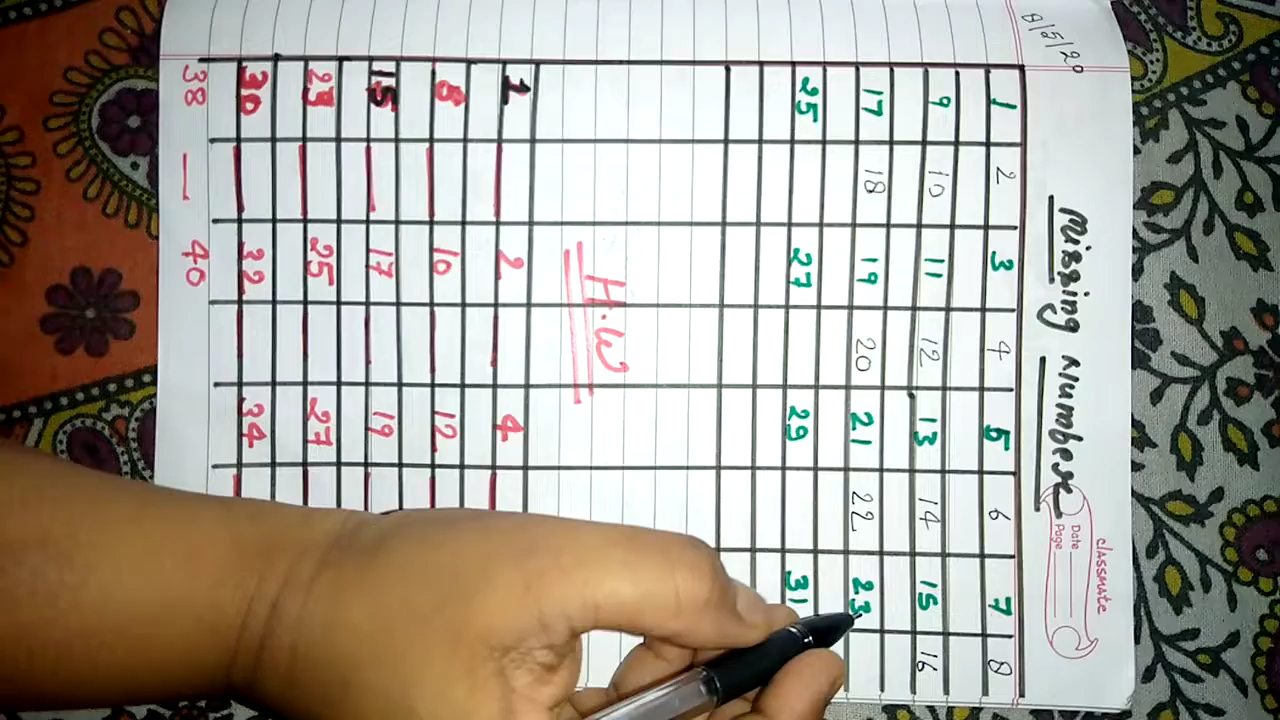 8/5/20
classmate
Date
Page
Missing Numbese
1 2 3 4 5 6 7 8
9 10 11 12 13 14 15 16
17 18 19 20 21 22 23
25 27 29 31
H.W
1 2 4
8 10 12
15 17 19
23 25 27
30 32 34
38 40